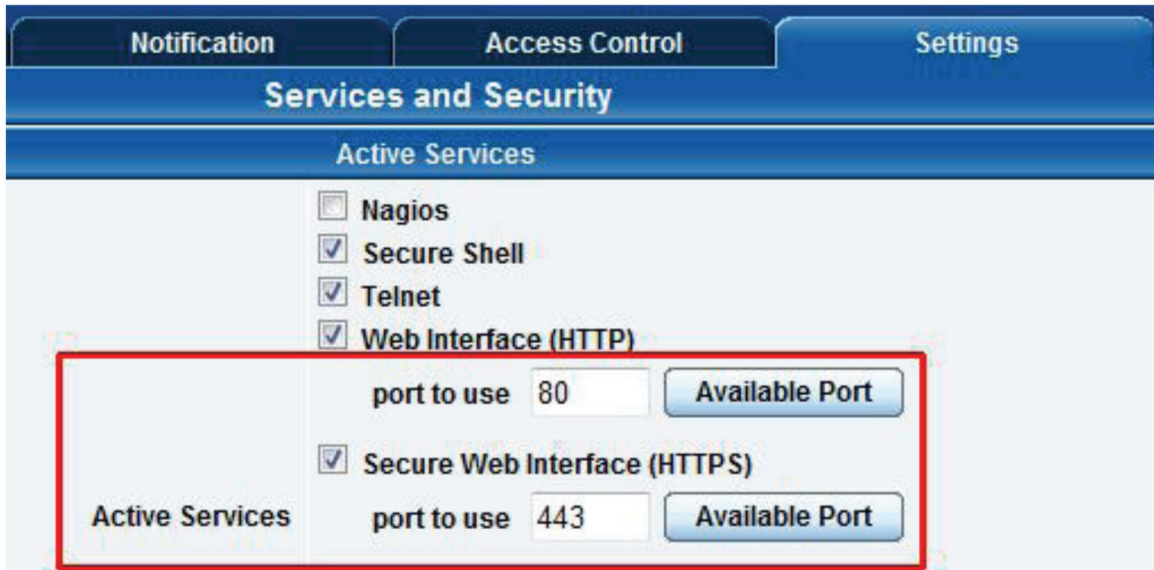 Notification Access Control Settings
Services and Security
Active Services
Nagios
Secure Shell
Telnet
Web Interface (HTTP)
port to use 80 Available Port
Secure Web Interface (HTTPS)
Active Services port to use 443 Available Port